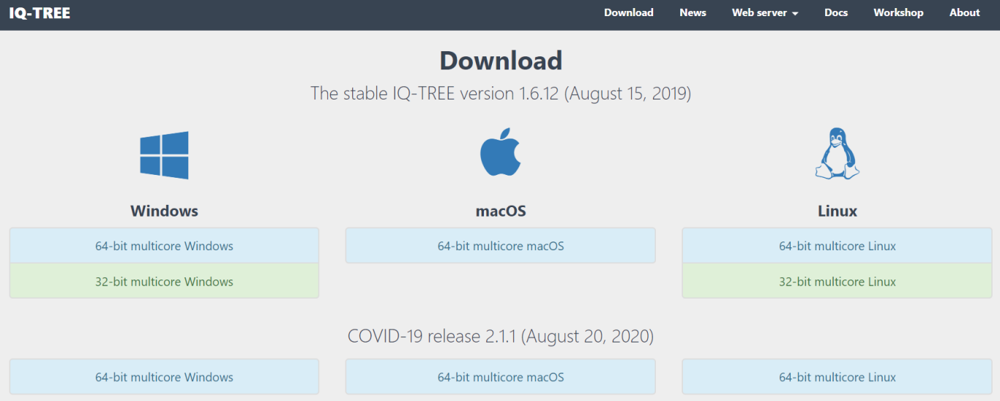 IQ-TREE
Download News Web server Docs Workshop About
Download
The stable IQ-TREE version 1.6.12 (August 15, 2019)
Windows macOS Linux
64-bit multicore Windows 64-bit multicore macOS 64-bit multicore Linux
32-bit multicore Windows 32-bit multicore Linux
COVID-19 release 2.1.1 (August 20, 2020)
64-bit multicore Windows 64-bit multicore macOS 64-bit multicore Linux